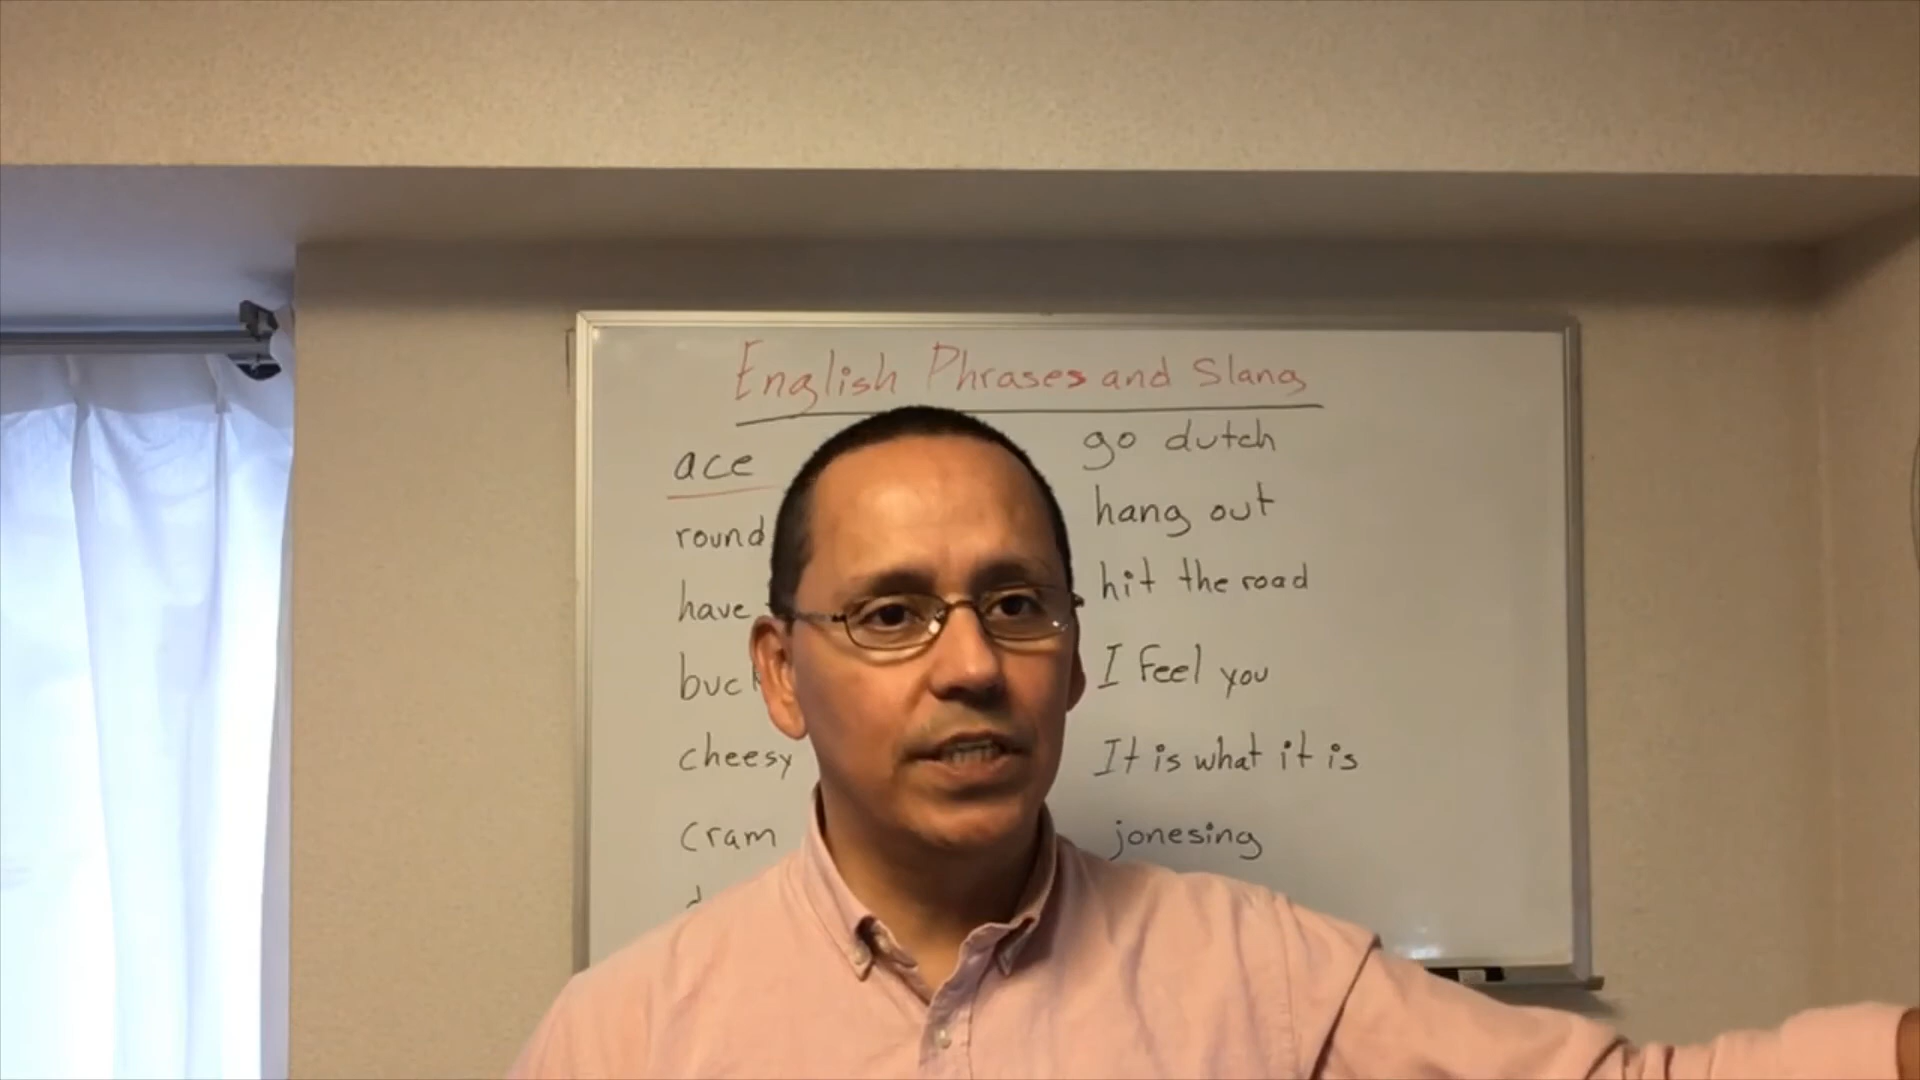 English Phrases and Slang
ace
round
have
buck
cheesy
cram
go dutch
hang out
hit the road
I feel you
It is what it is
jonesing